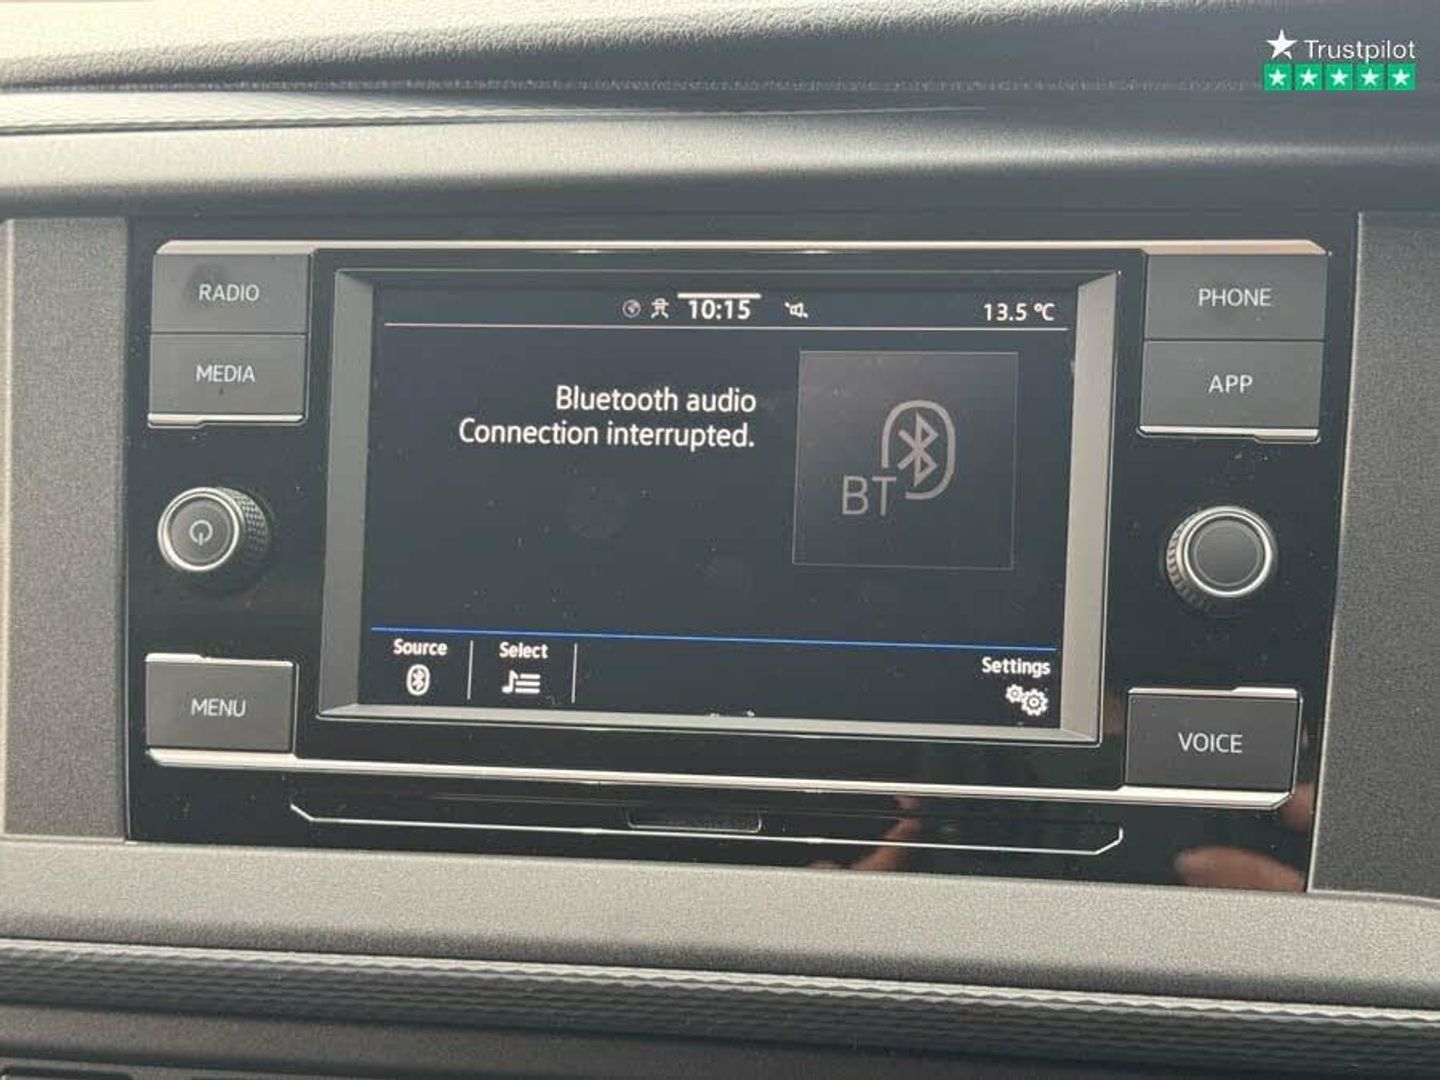 Trustpilot
RADIO
MEDIA
MENU
PHONE
APP
VOICE
10:15
13.5 °C
Bluetooth audio
Connection interrupted.
BT
Source
Select
Settings